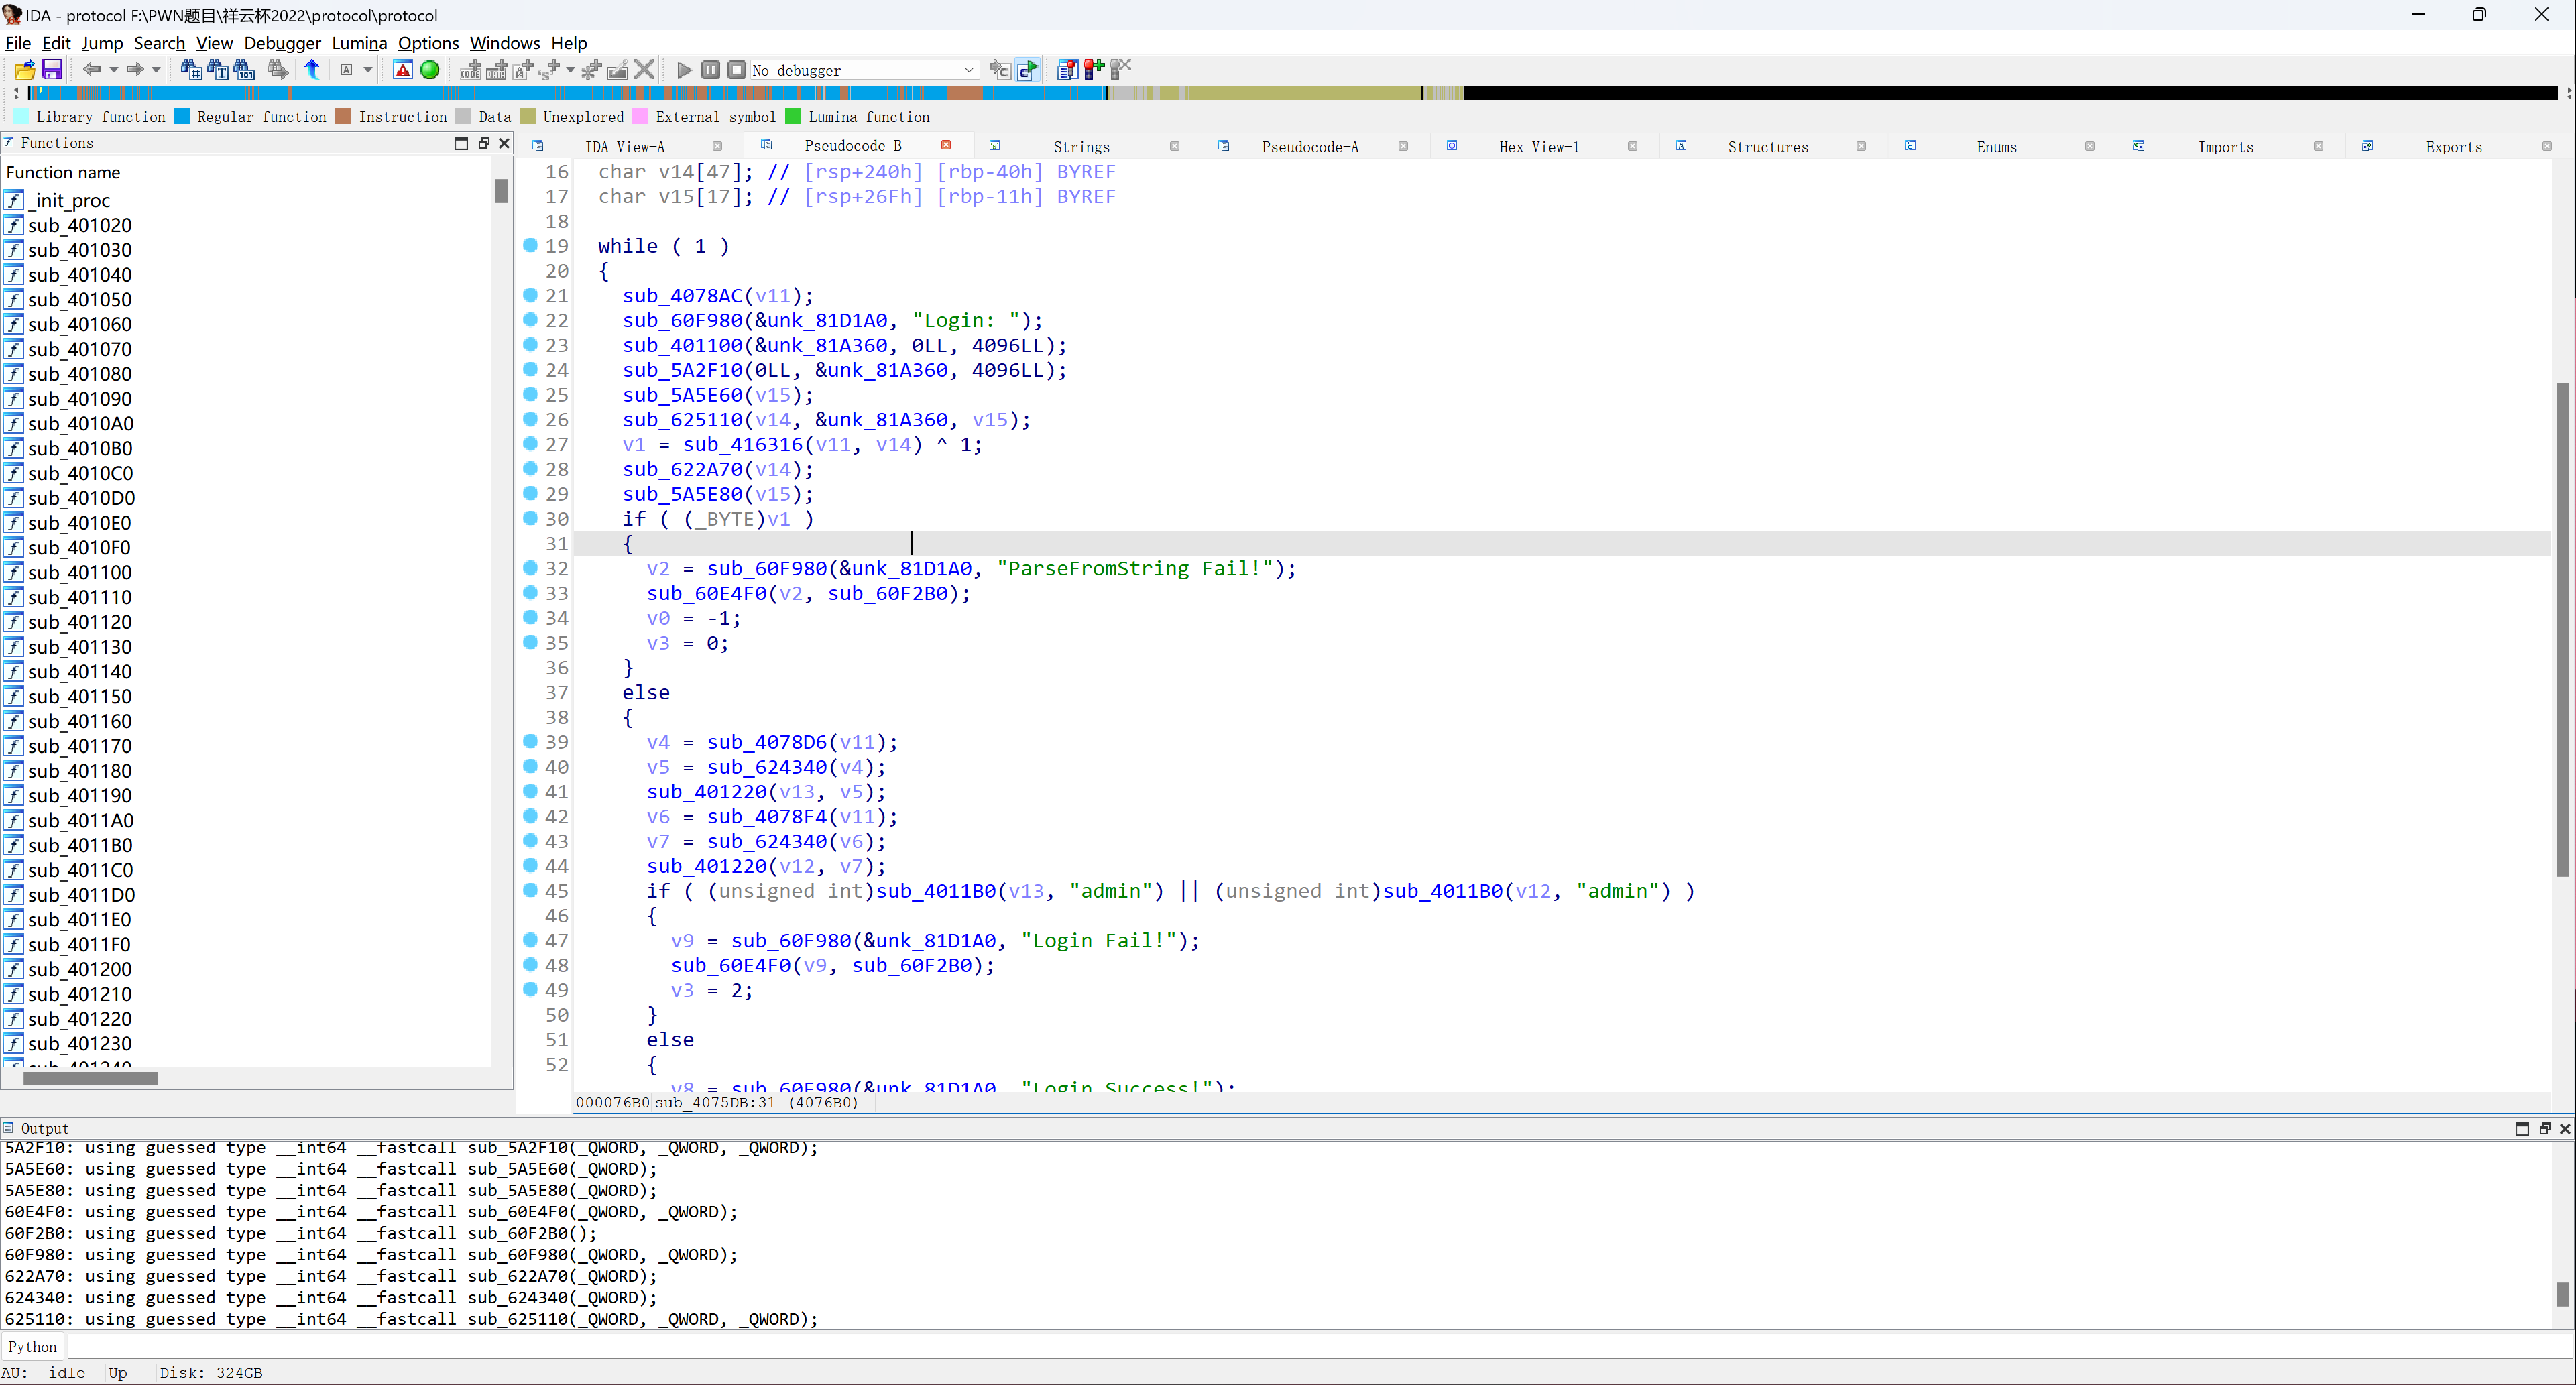 IDA - protocol F:\PWN题目\祥云杯2022\protocol\protocol
File Edit Jump Search View Debugger Lumina Options Windows Help
No debugger
Library function Regular function Instruction Data Unexplored External symbol Lumina function
Functions
Function name
_init_proc
sub_401020
sub_401030
sub_401040
sub_401050
sub_401060
sub_401070
sub_401080
sub_401090
sub_4010A0
sub_4010B0
sub_4010C0
sub_4010D0
sub_4010E0
sub_4010F0
sub_401100
sub_401110
sub_401120
sub_401130
sub_401140
sub_401150
sub_401160
sub_401170
sub_401180
sub_401190
sub_4011A0
sub_4011B0
sub_4011C0
sub_4011D0
sub_4011E0
sub_4011F0
sub_401200
sub_401210
sub_401220
sub_401230
IDA View-A Pseudocode-B Strings Pseudocode-A Hex View-1 Structures Enums Imports Exports
16 char v14[47]; // [rsp+240h] [rbp-40h] BYREF
17 char v15[17]; // [rsp+26Fh] [rbp-11h] BYREF
18
19 while ( 1 )
20 {
21 sub_4078AC(v11);
22 sub_60F980(&unk_81D1A0, "Login: ");
23 sub_401100(&unk_81A360, 0LL, 4096LL);
24 sub_5A2F10(0LL, &unk_81A360, 4096LL);
25 sub_5A5E60(v15);
26 sub_625110(v14, &unk_81A360, v15);
27 v1 = sub_416316(v11, v14) ^ 1;
28 sub_622A70(v14);
29 sub_5A5E80(v15);
30 if ( (_BYTE)v1 )
31 {
32 v2 = sub_60F980(&unk_81D1A0, "ParseFromString Fail!");
33 sub_60E4F0(v2, sub_60F2B0);
34 v0 = -1;
35 v3 = 0;
36 }
37 else
38 {
39 v4 = sub_4078D6(v11);
40 v5 = sub_624340(v4);
41 sub_401220(v13, v5);
42 v6 = sub_4078F4(v11);
43 v7 = sub_624340(v6);
44 sub_401220(v12, v7);
45 if ( (unsigned int)sub_4011B0(v13, "admin") || (unsigned int)sub_4011B0(v12, "admin") )
46 {
47 v9 = sub_60F980(&unk_81D1A0, "Login Fail!");
48 sub_60E4F0(v9, sub_60F2B0);
49 v3 = 2;
50 }
51 else
52 {
v8 = sub_60F980(&unk_81D1A0, "Login Success!");
000076B0 sub_4075DB:31 (4076B0)
Output
5A2F10: using guessed type __int64 __fastcall sub_5A2F10(_QWORD, _QWORD, _QWORD);
5A5E60: using guessed type __int64 __fastcall sub_5A5E60(_QWORD);
5A5E80: using guessed type __int64 __fastcall sub_5A5E80(_QWORD);
60E4F0: using guessed type __int64 __fastcall sub_60E4F0(_QWORD, _QWORD);
60F2B0: using guessed type __int64 __fastcall sub_60F2B0();
60F980: using guessed type __int64 __fastcall sub_60F980(_QWORD, _QWORD);
622A70: using guessed type __int64 __fastcall sub_622A70(_QWORD);
624340: using guessed type __int64 __fastcall sub_624340(_QWORD);
625110: using guessed type __int64 __fastcall sub_625110(_QWORD, _QWORD, _QWORD);
Python
AU: idle Up Disk: 324GB